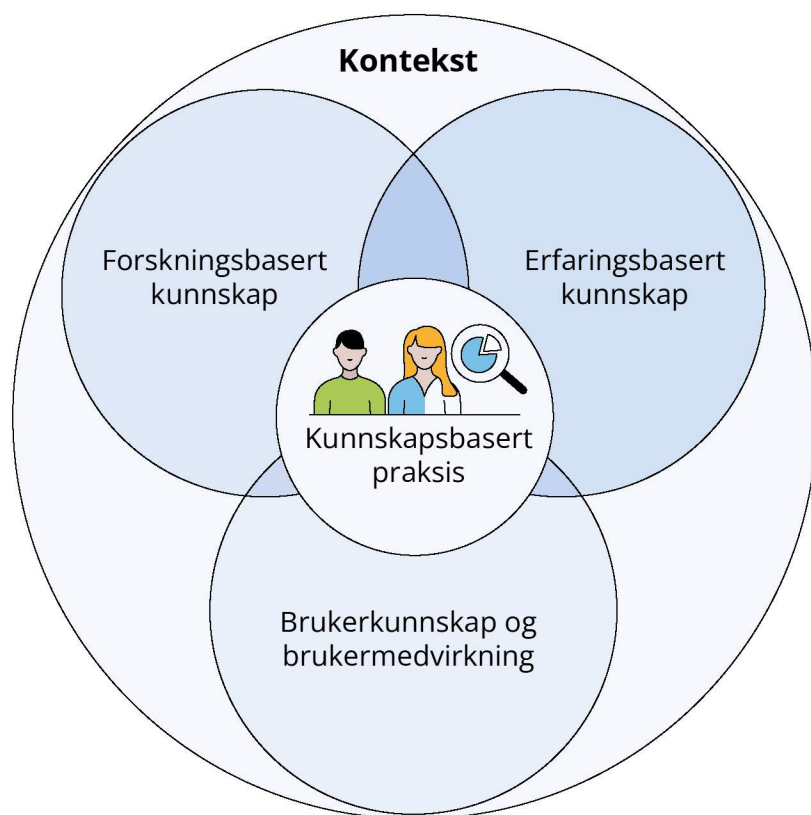 Kontekst
Forskningsbasert
kunnskap
Erfaringsbasert
kunnskap
Kunnskapsbasert
praksis
Brukerkunnskap og
brukermedvirkning